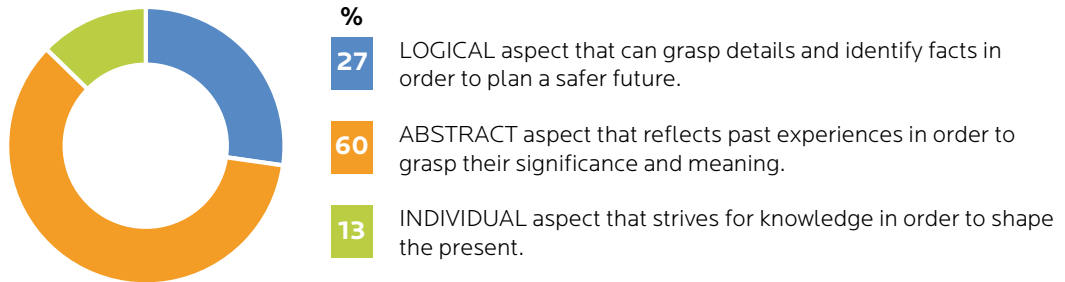 %
27
LOGICAL aspect that can grasp details and identify facts in
order to plan a safer future.
60
ABSTRACT aspect that reflects past experiences in order to
grasp their significance and meaning.
13
INDIVIDUAL aspect that strives for knowledge in order to shape
the present.